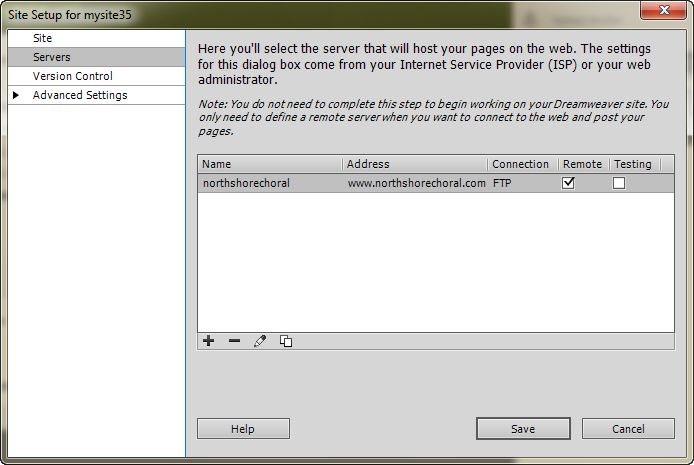 Site Setup for mysite35
Site
Servers
Version Control
Advanced Settings
Here you'll select the server that will host your pages on the web. The settings
for this dialog box come from your Internet Service Provider (ISP) or your web
administrator.
Note: You do not need to complete this step to begin working on your Dreamweaver site. You
only need to define a remote server when you want to connect to the web and post your
pages.
Name Address Connection Remote Testing
northshorechoral www.northshorechoral.com FTP
Help Save Cancel